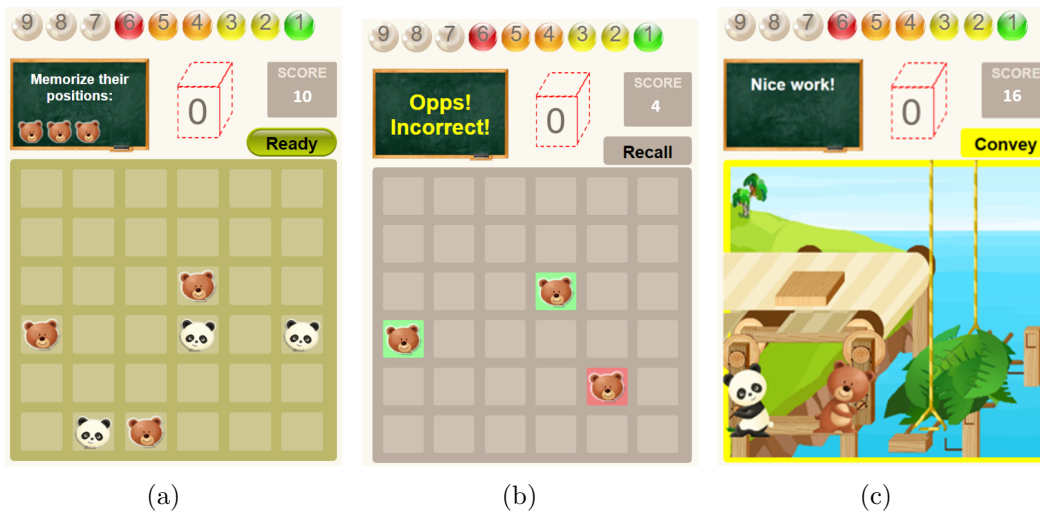 9 8 7 6 5 4 3 2 1
Memorize their
positions:
0
SCORE
10
Ready
(a)
9 8 7 6 5 4 3 2 1
Opps!
Incorrect!
0
SCORE
4
Recall
(b)
9 8 7 6 5 4 3 2 1
Nice work!
0
SCORE
16
Convey
(c)